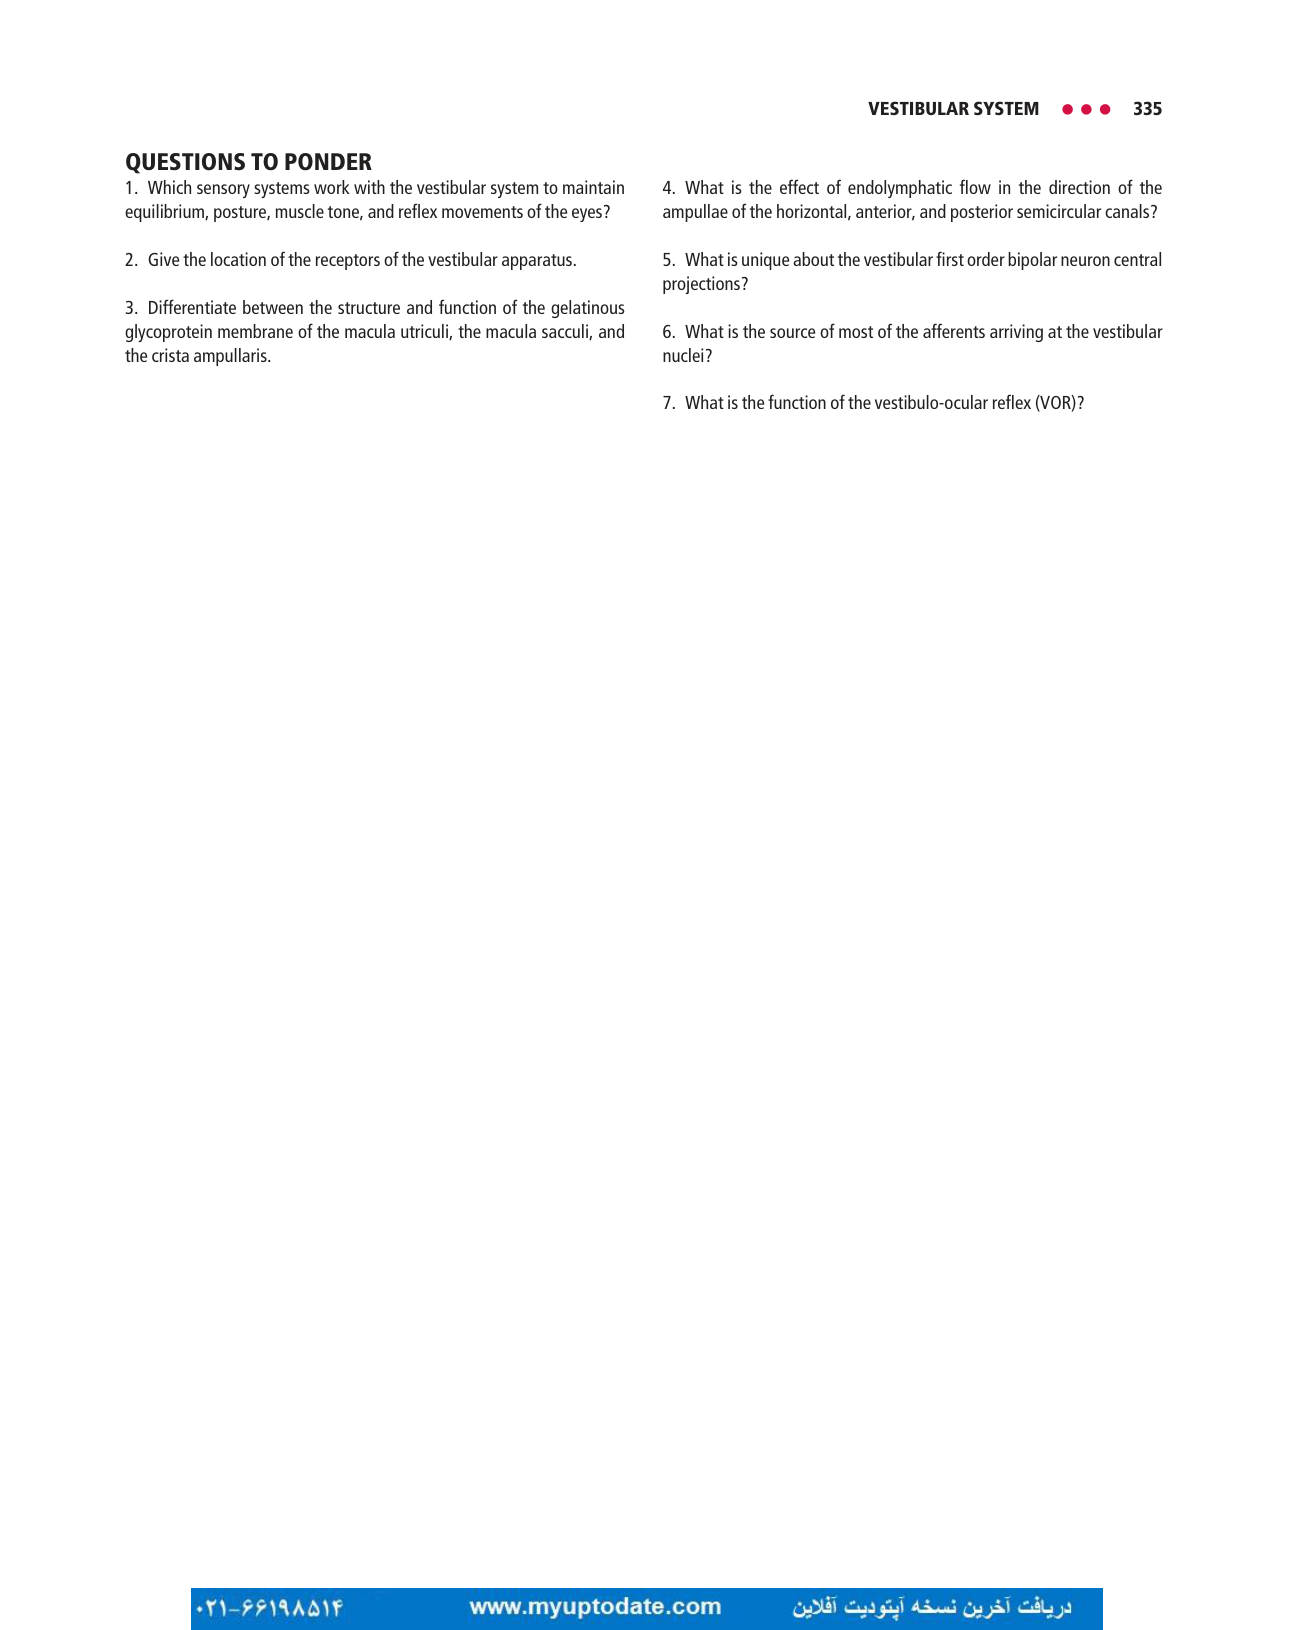 VESTIBULAR SYSTEM ● ● ● 335
QUESTIONS TO PONDER
1. Which sensory systems work with the vestibular system to maintain
equilibrium, posture, muscle tone, and reflex movements of the eyes?
2. Give the location of the receptors of the vestibular apparatus.
3. Differentiate between the structure and function of the gelatinous
glycoprotein membrane of the macula utriculi, the macula sacculi, and
the crista ampullaris.
4. What is the effect of endolymphatic flow in the direction of the
ampullae of the horizontal, anterior, and posterior semicircular canals?
5. What is unique about the vestibular first order bipolar neuron central
projections?
6. What is the source of most of the afferents arriving at the vestibular
nuclei?
7. What is the function of the vestibulo-ocular reflex (VOR)?
۰۲۱-۶۶۱۹۸۵۱۴ www.myuptodate.com دریافت آخرین نسخه آپتودیت آفلاین